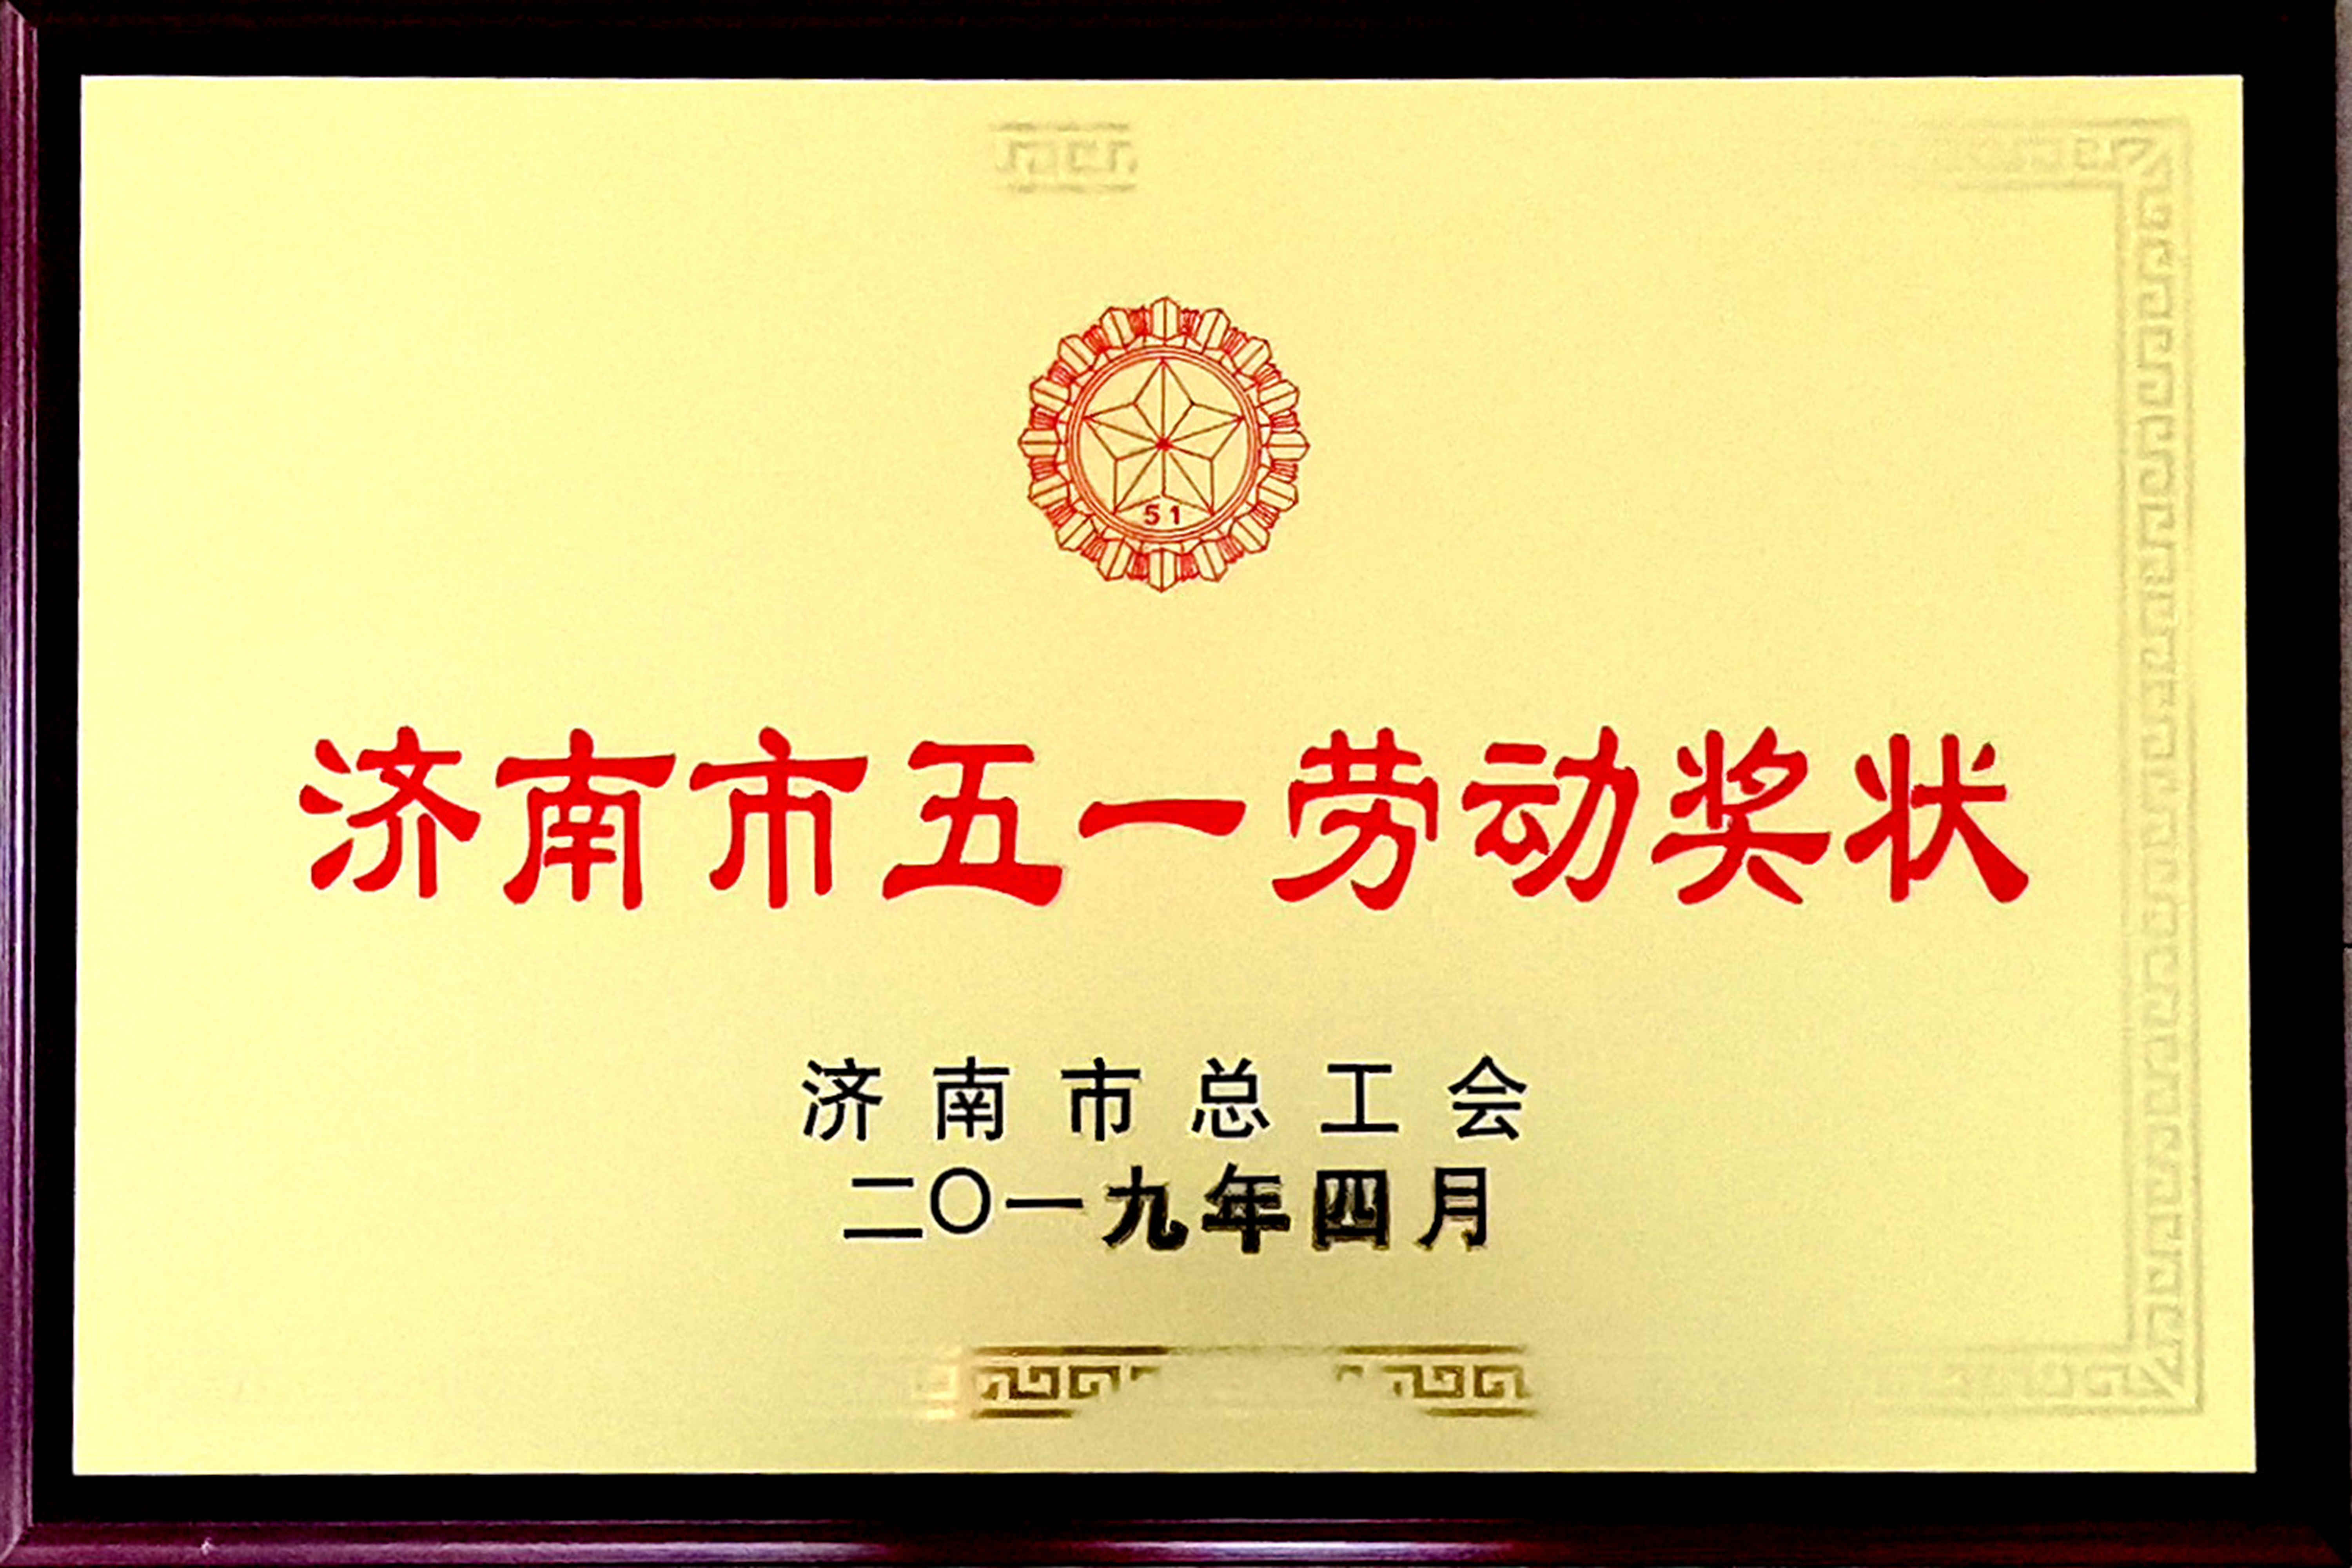 51
济南市五一劳动奖状
济南市总工会
二〇一九年四月